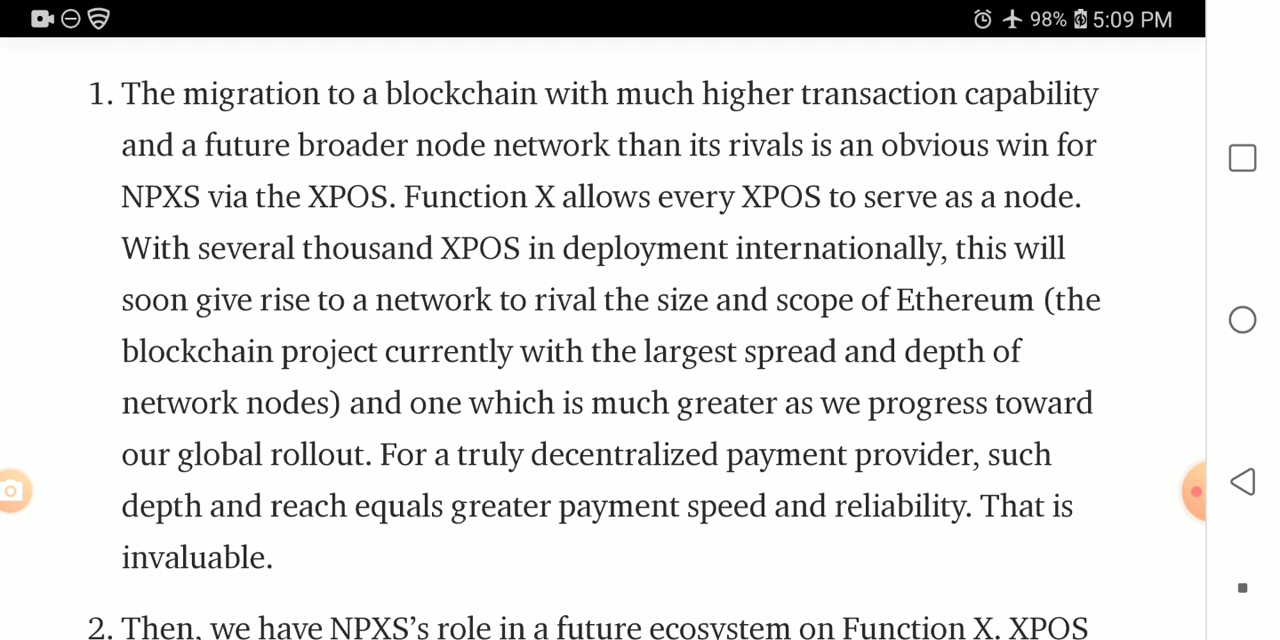 98% 5:09 PM
1. The migration to a blockchain with much higher transaction capability
and a future broader node network than its rivals is an obvious win for
NPXS via the XPOS. Function X allows every XPOS to serve as a node.
With several thousand XPOS in deployment internationally, this will
soon give rise to a network to rival the size and scope of Ethereum (the
blockchain project currently with the largest spread and depth of
network nodes) and one which is much greater as we progress toward
our global rollout. For a truly decentralized payment provider, such
depth and reach equals greater payment speed and reliability. That is
invaluable.
2. Then, we have NPXS’s role in a future ecosystem on Function X. XPOS